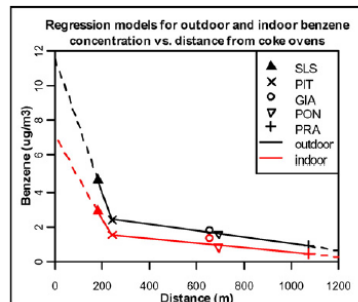 Regression models for outdoor and indoor benzene
concentration vs. distance from coke ovens
SLS
PIT
GIA
PON
PRA
outdoor
indoor
Benzene (ug/m3)
12
10
8
6
4
2
0
0 200 400 600 800 1000 1200
Distance (m)